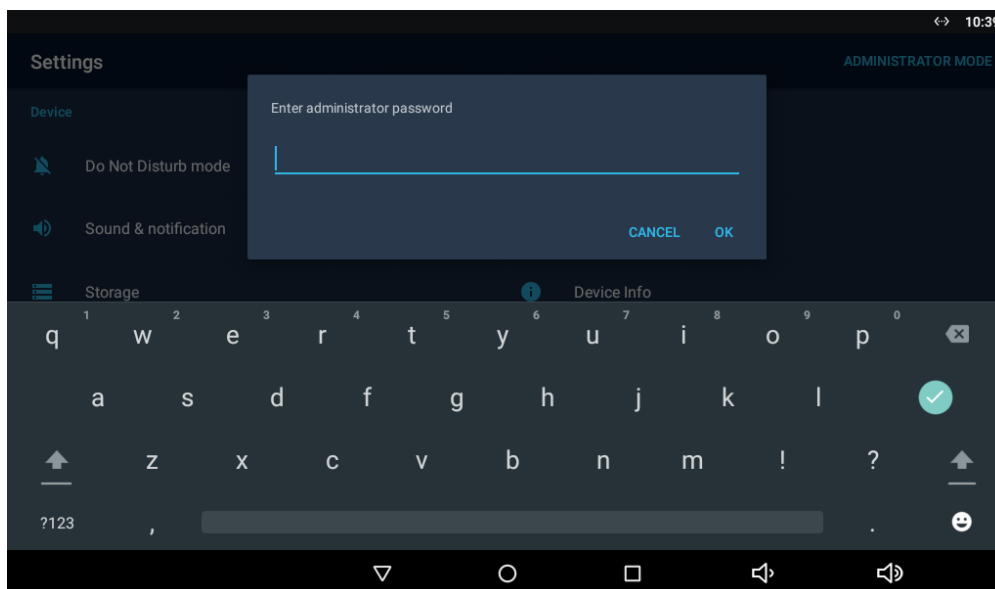 10:39
Settings
ADMINISTRATOR MODE
Device
Enter administrator password
Do Not Disturb mode
Sound & notification
CANCEL OK
Storage
Device Info
1 2 3 4 5 6 7 8 9 0
q w e r t y u i o p
a s d f g h j k l
z x c v b n m ! ?
?123 , .